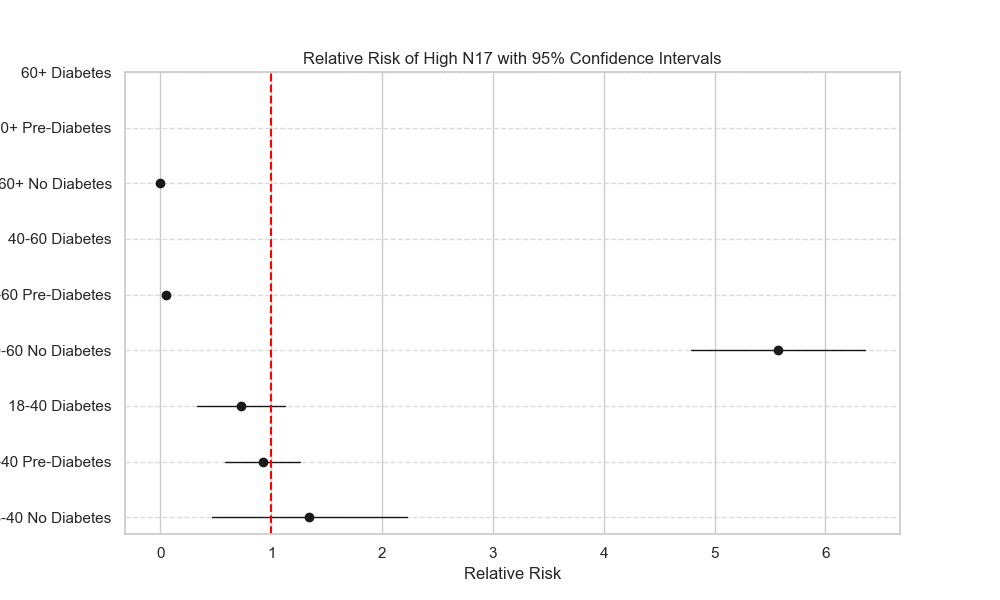 Relative Risk of High N17 with 95% Confidence Intervals
60+ Diabetes
0+ Pre-Diabetes
60+ No Diabetes
40-60 Diabetes
-60 Pre-Diabetes
-60 No Diabetes
18-40 Diabetes
-40 Pre-Diabetes
-40 No Diabetes
0 1 2 3 4 5 6
Relative Risk